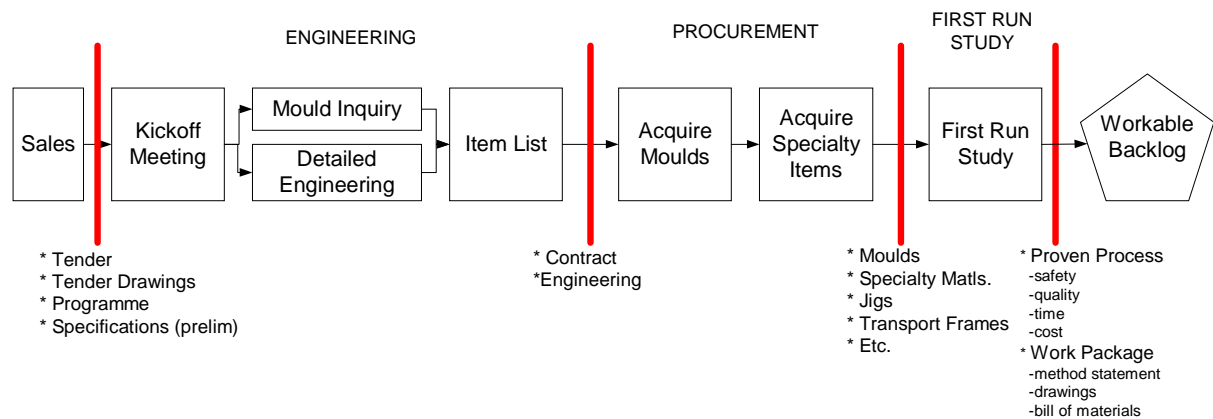 ENGINEERING
PROCUREMENT
FIRST RUN
STUDY
Sales
Kickoff
Meeting
Mould Inquiry
Detailed
Engineering
Item List
Acquire
Moulds
Acquire
Specialty
Items
First Run
Study
Workable
Backlog
* Tender
* Tender Drawings
* Programme
* Specifications (prelim)
* Contract
*Engineering
* Moulds
* Specialty Matls.
* Jigs
* Transport Frames
* Etc.
* Proven Process
-safety
-quality
-time
-cost
* Work Package
-method statement
-drawings
-bill of materials